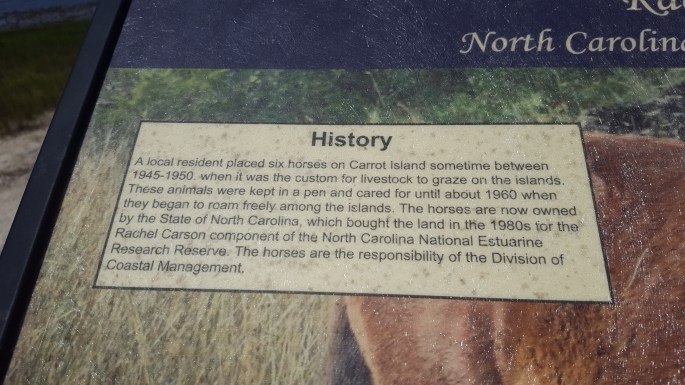 North Carolina
History
A local resident placed six horses on Carrot Island sometime between
1945-1950, when it was the custom for livestock to graze on the islands.
These animals were kept in a pen and cared for until about 1960 when
they began to roam freely among the islands. The horses are now owned
by the State of North Carolina, which bought the land in the 1980s for the
Rachel Carson component of the North Carolina National Estuarine
Research Reserve. The horses are the responsibility of the Division of
Coastal Management.